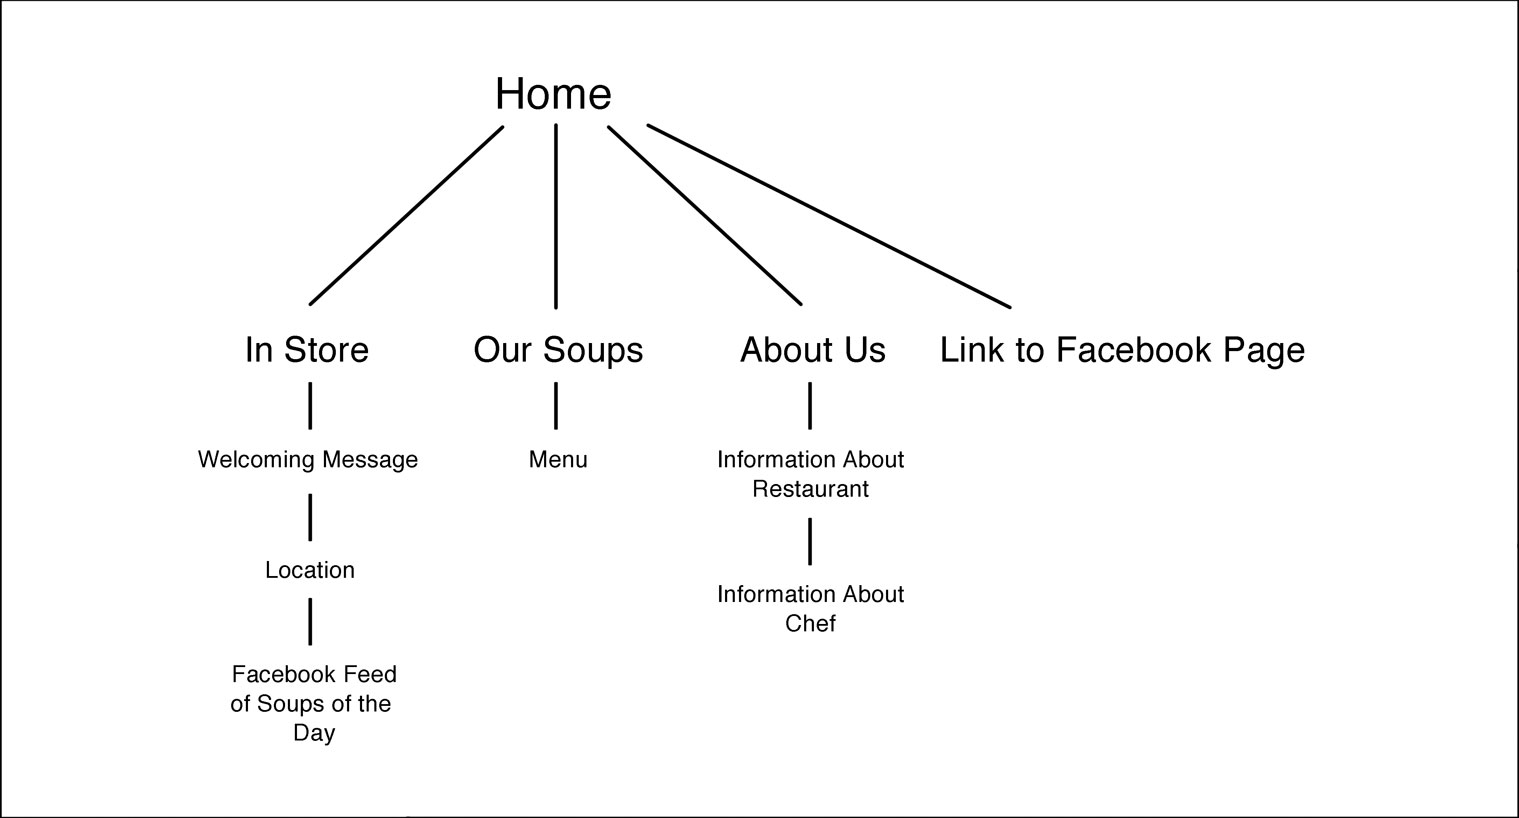 Home
In Store
Our Soups
About Us
Link to Facebook Page
Welcoming Message
Menu
Information About
Restaurant
Location
Information About
Chef
Facebook Feed
of Soups of the
Day